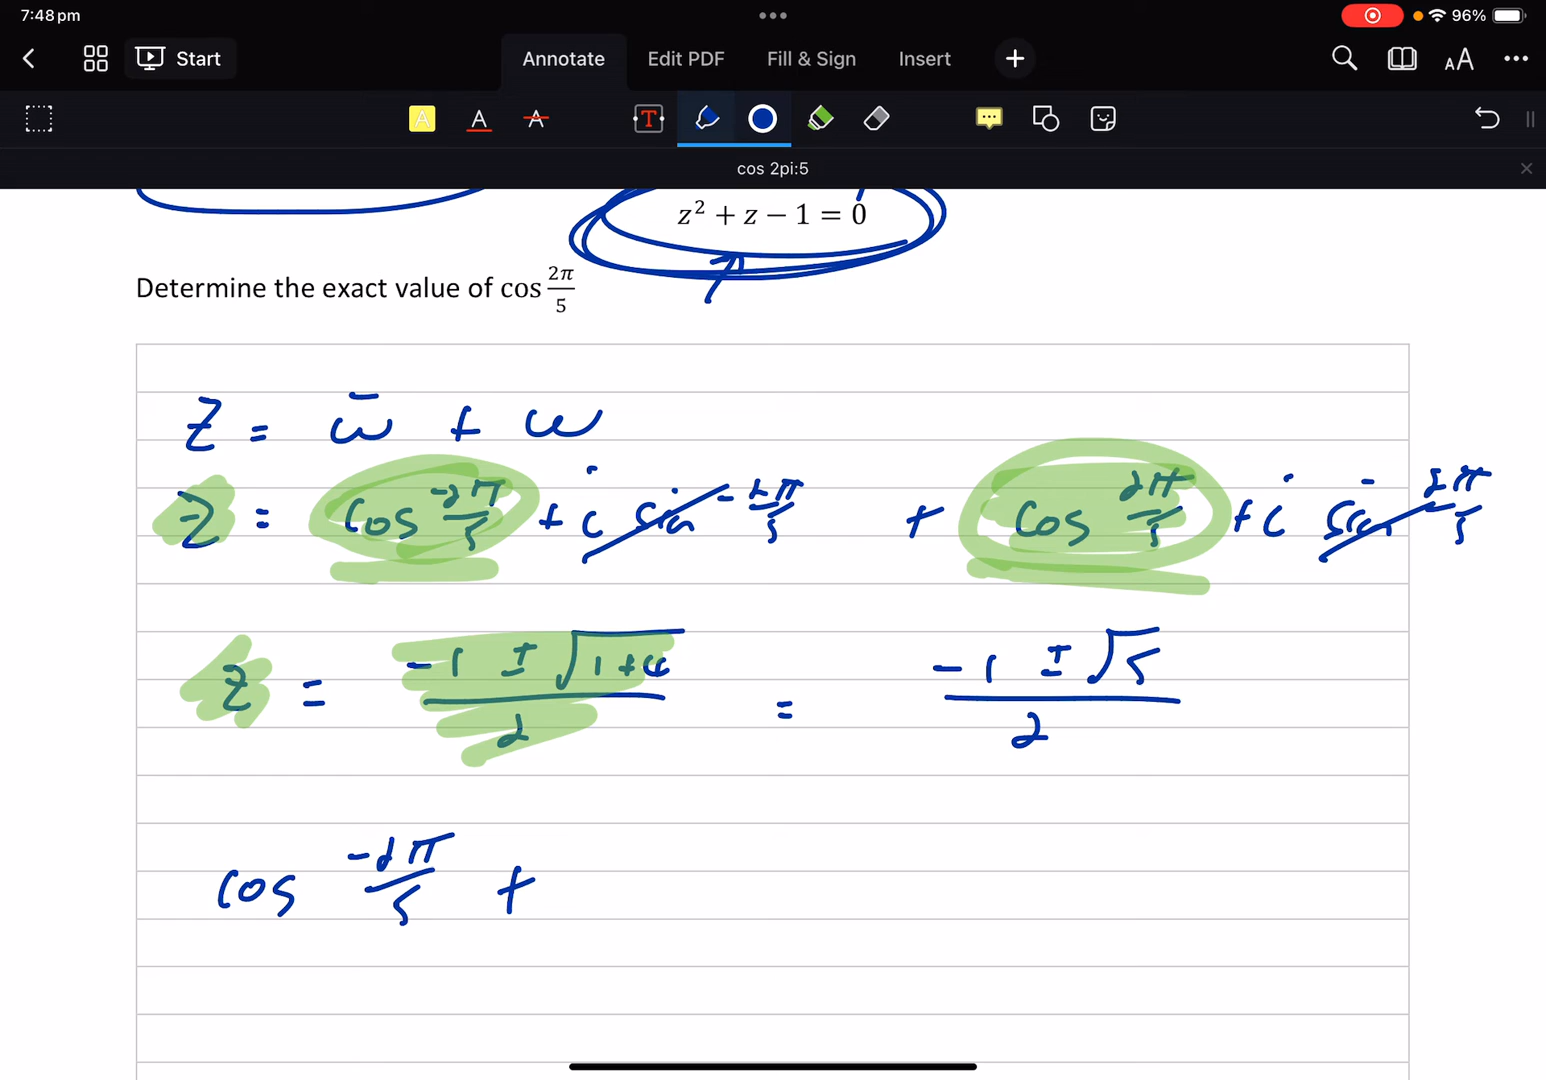 7:48 pm
96%
Start
Annotate
Edit PDF
Fill & Sign
Insert
cos 2pi:5
z² + z − 1 = 0
Determine the exact value of cos 2π/5
Z = w̄ + w
Z = cos -2π/5 + i sin -2π/5 + cos 2π/5 + i sin 2π/5
Z = (-1 ± √(1+4))/2 = (-1 ± √5)/2
cos -2π/5 +